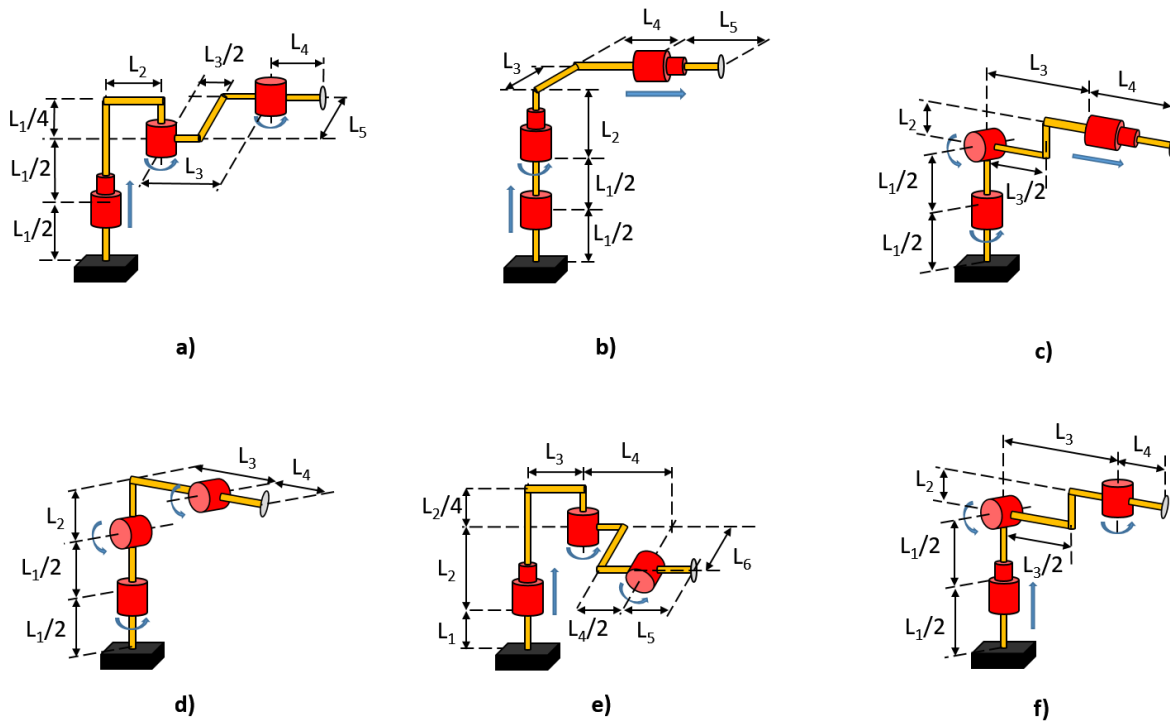 L₂
L₃/2
L₄
L₁/4
L₁/2
L₁/2
L₃
L₅
a)
L₄
L₅
L₃
L₂
L₁/2
L₁/2
b)
L₃
L₄
L₂
L₁/2
L₃/2
L₁/2
c)
L₃
L₄
L₂
L₁/2
L₁/2
d)
L₃
L₄
L₂/4
L₂
L₁
L₄/2
L₅
L₆
e)
L₃
L₄
L₂
L₁/2
L₃/2
L₁/2
f)